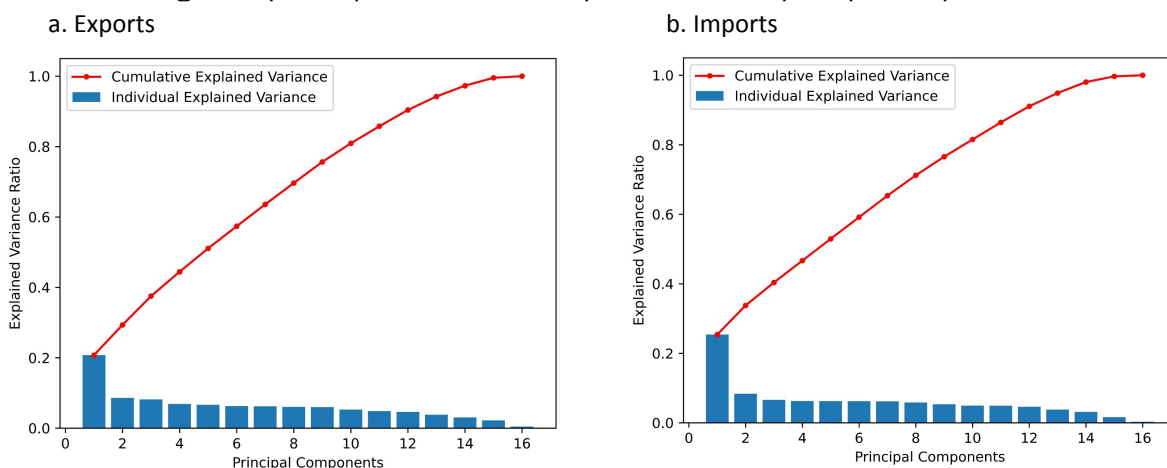 a. Exports
b. Imports
Cumulative Explained Variance
Individual Explained Variance
Explained Variance Ratio
1.0
0.8
0.6
0.4
0.2
0.0
0 2 4 6 8 10 12 14 16
Principal Components
Cumulative Explained Variance
Individual Explained Variance
Explained Variance Ratio
1.0
0.8
0.6
0.4
0.2
0.0
0 2 4 6 8 10 12 14 16
Principal Components